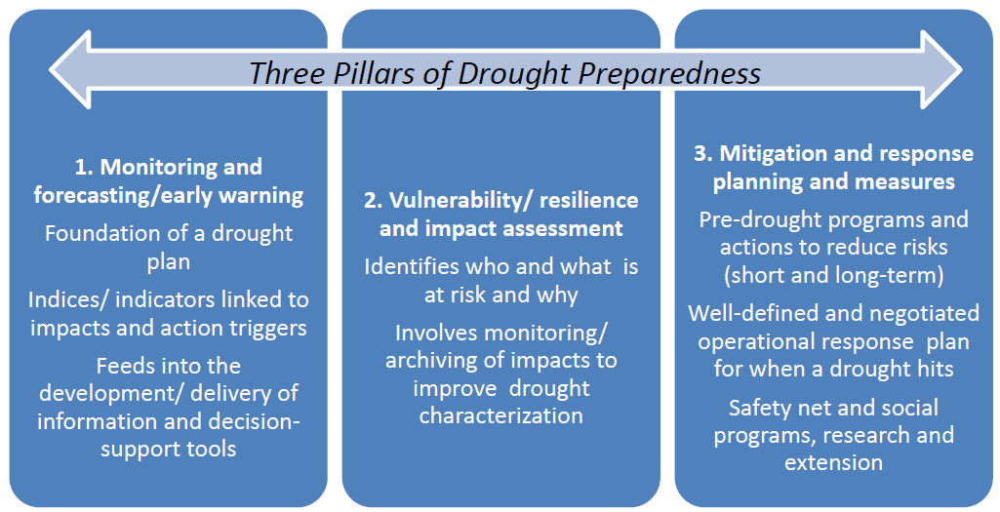 Three Pillars of Drought Preparedness
1. Monitoring and
forecasting/early warning
Foundation of a drought
plan
Indices/ indicators linked to
impacts and action triggers
Feeds into the
development/ delivery of
information and decision-
support tools
2. Vulnerability/ resilience
and impact assessment
Identifies who and what  is
at risk and why
Involves monitoring/
archiving of impacts to
improve  drought
characterization
3. Mitigation and response
planning and measures
Pre-drought programs and
actions to reduce risks
(short and long-term)
Well-defined and negotiated
operational response  plan
for when a drought hits
Safety net and social
programs, research and
extension